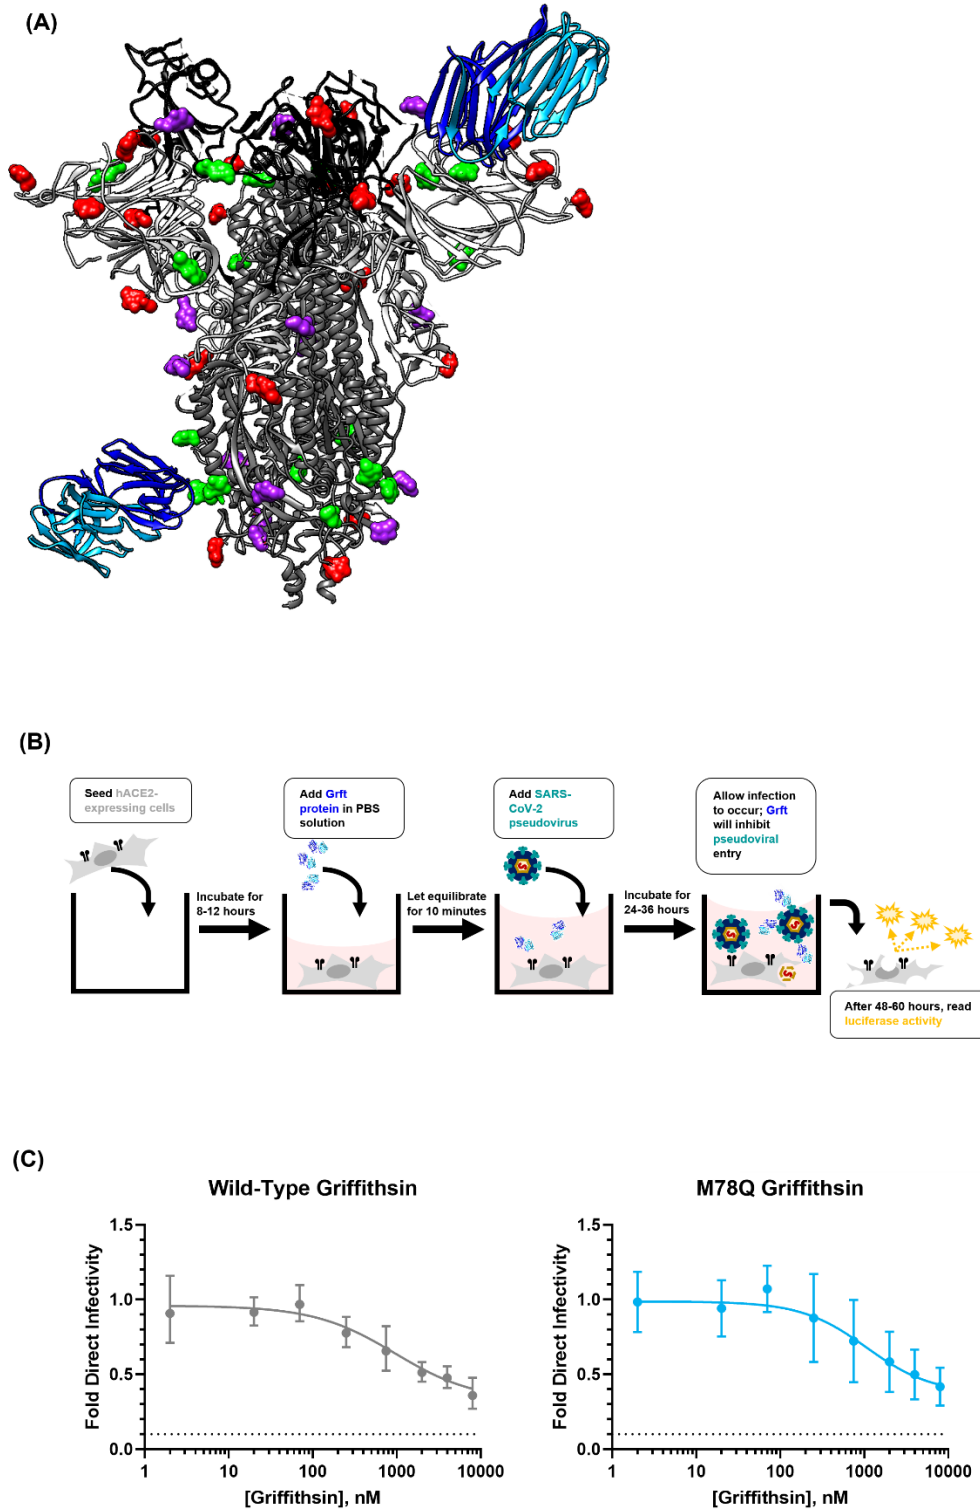 (A)
(B)
Seed hACE2-
expressing cells
Incubate for
8-12 hours
Add Grft
protein in PBS
solution
Let equilibrate
for 10 minutes
Add SARS-
CoV-2
pseudovirus
Incubate for
24-36 hours
Allow infection
to occur; Grft
will inhibit
pseudoviral
entry
After 48-60 hours, read
luciferase activity
(C)
Wild-Type Griffithsin
Fold Direct Infectivity
1.5
1.0
0.5
0.0
1 10 100 1000 10000
[Griffithsin], nM
M78Q Griffithsin
Fold Direct Infectivity
1.5
1.0
0.5
0.0
1 10 100 1000 10000
[Griffithsin], nM